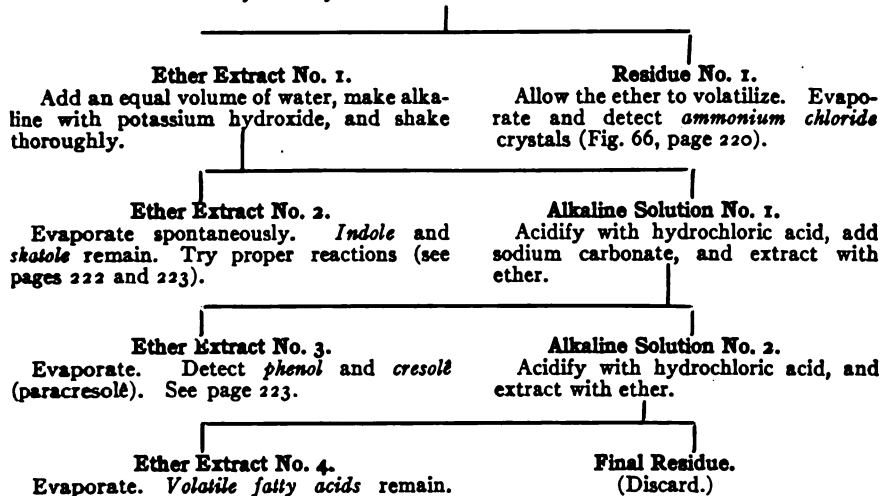 Ether Extract No. 1.
Add an equal volume of water, make alka-
line with potassium hydroxide, and shake
thoroughly.
Residue No. 1.
Allow the ether to volatilize. Evapo-
rate and detect ammonium chloride
crystals (Fig. 66, page 220).
Ether Extract No. 2.
Evaporate spontaneously. Indole and
skatole remain. Try proper reactions (see
pages 222 and 223).
Alkaline Solution No. 1.
Acidify with hydrochloric acid, add
sodium carbonate, and extract with
ether.
Ether Extract No. 3.
Evaporate. Detect phenol and cresol
(paracresol). See page 223.
Alkaline Solution No. 2.
Acidify with hydrochloric acid, and
extract with ether.
Ether Extract No. 4.
Evaporate. Volatile fatty acids remain.
Final Residue.
(Discard.)